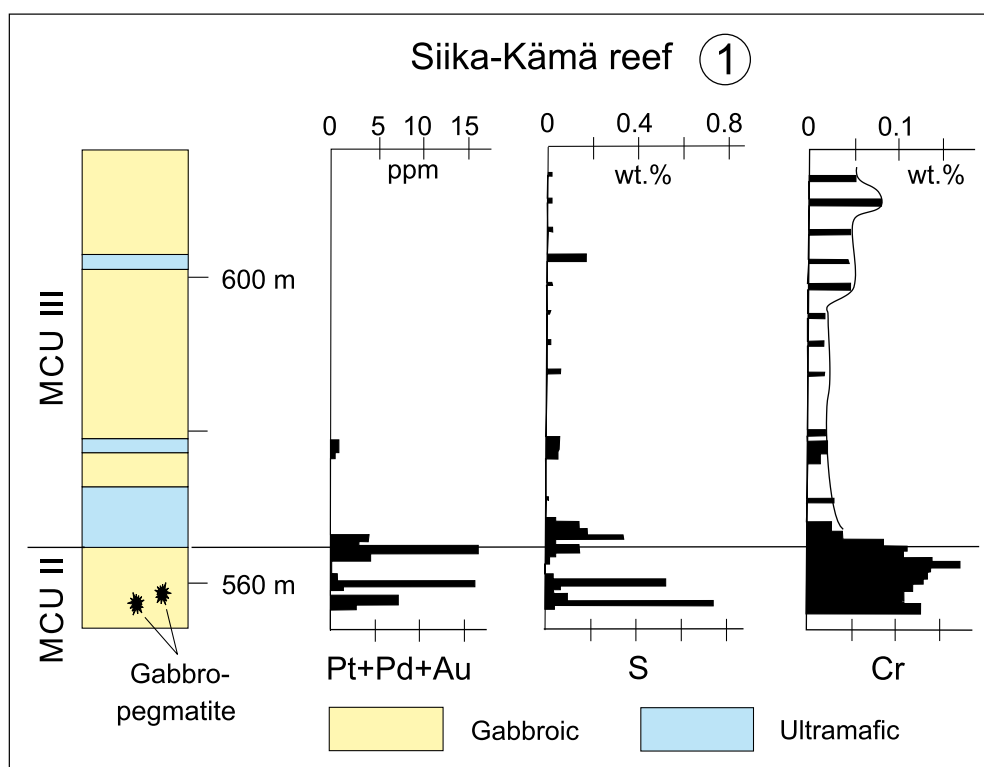 Siika-Kämä reef 1
0 5 10 15
ppm
0 0.4 0.8
wt.%
0 0.1
wt.%
MCU III
600 m
MCU II
560 m
Gabbro-
pegmatite
Pt+Pd+Au
S
Cr
Gabbroic
Ultramafic